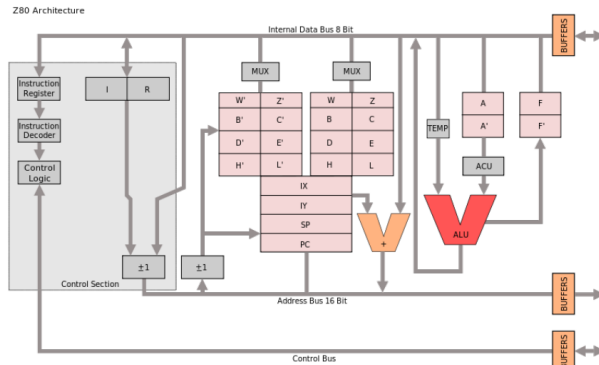 Z80 Architecture
Internal Data Bus 8 Bit
BUFFERS
MUX
MUX
Instruction
Register
I
R
W'
Z'
W
Z
A
F
B'
C'
B
C
Instruction
Decoder
TEMP
A'
F'
D'
E'
D
E
Control
Logic
H'
L'
H
L
ACU
IX
IY
SP
ALU
+
PC
±1
±1
Control Section
Address Bus 16 Bit
BUFFERS
Control Bus
BUFFERS